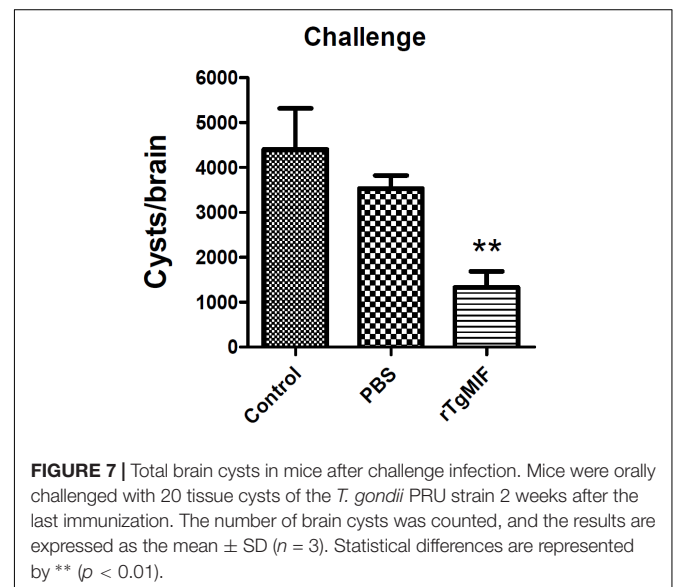 Challenge
6000
5000
4000
3000
2000
1000
0
Cysts/brain
**
Control
PBS
rTgMIF
FIGURE 7 | Total brain cysts in mice after challenge infection. Mice were orally
challenged with 20 tissue cysts of the T. gondii PRU strain 2 weeks after the
last immunization. The number of brain cysts was counted, and the results are
expressed as the mean ± SD (n = 3). Statistical differences are represented
by ** (p < 0.01).